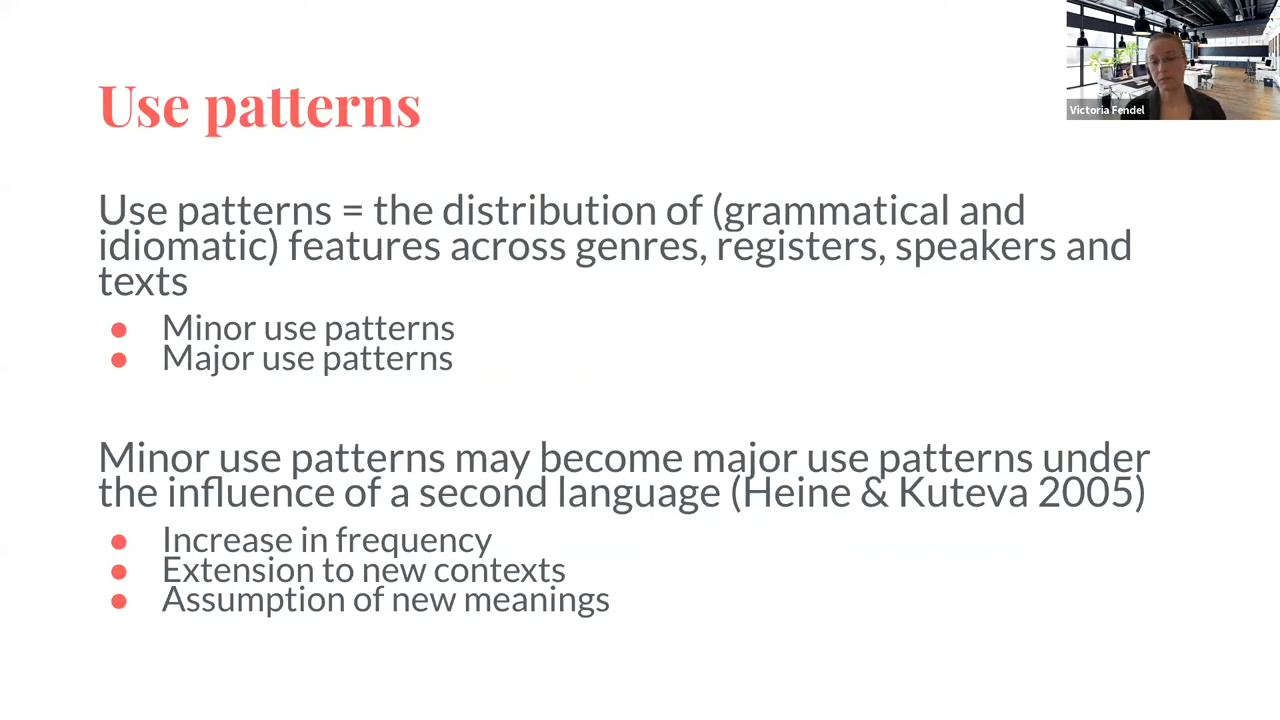 Use patterns
Victoria Fendel
Use patterns = the distribution of (grammatical and
idiomatic) features across genres, registers, speakers and
texts
● Minor use patterns
● Major use patterns
Minor use patterns may become major use patterns under
the influence of a second language (Heine & Kuteva 2005)
● Increase in frequency
● Extension to new contexts
● Assumption of new meanings